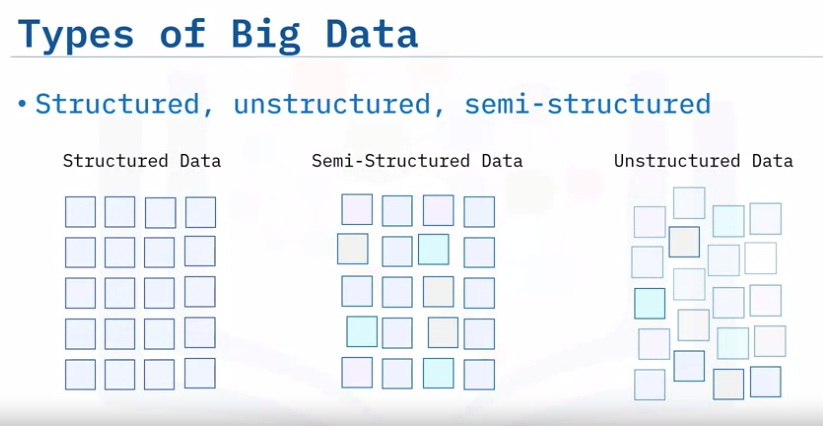 Types of Big Data
• Structured, unstructured, semi-structured
Structured Data
Semi-Structured Data
Unstructured Data